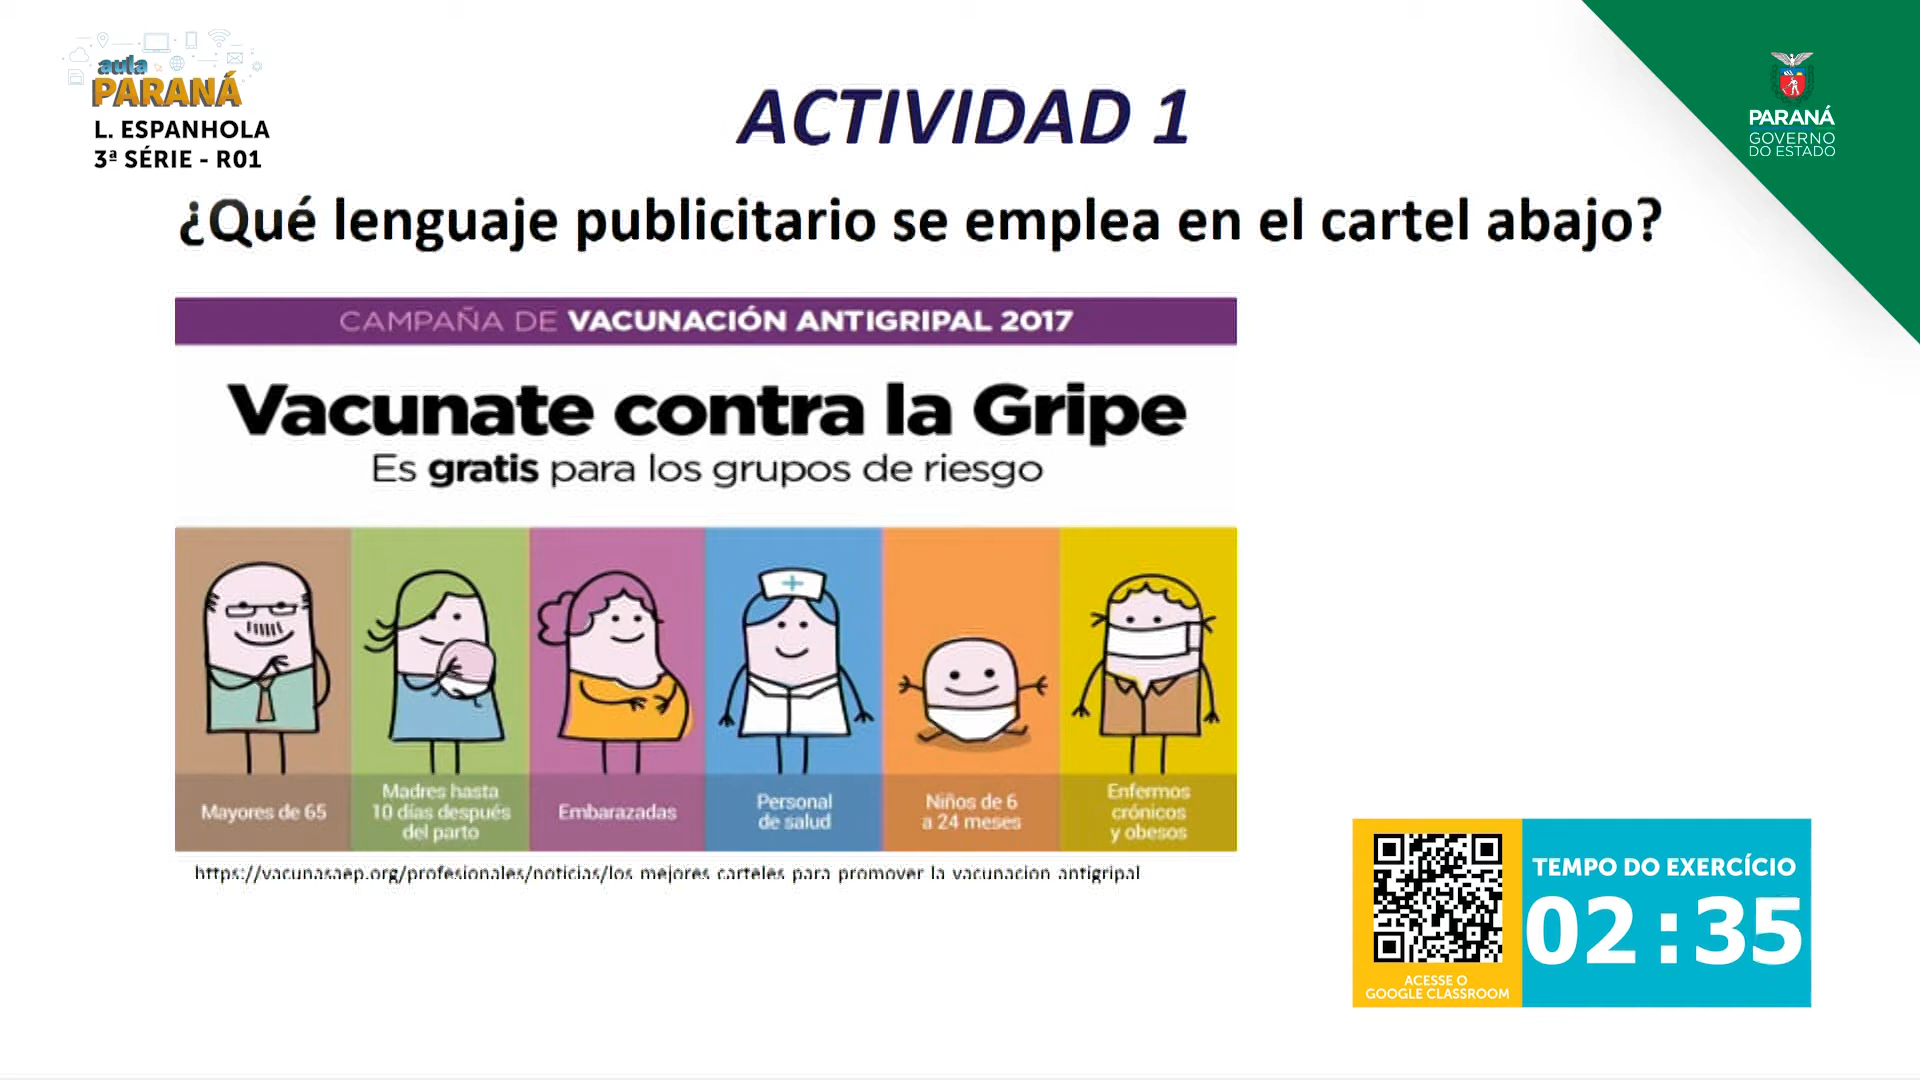 aula
PARANÁ
L. ESPANHOLA
3ª SÉRIE - R01
ACTIVIDAD 1
PARANÁ
GOVERNO
DO ESTADO
¿Qué lenguaje publicitario se emplea en el cartel abajo?
CAMPAÑA DE VACUNACIÓN ANTIGRIPAL 2017
Vacunate contra la Gripe
Es gratis para los grupos de riesgo
Mayores de 65
Madres hasta
10 días después
del parto
Embarazadas
Personal
de salud
Niños de 6
a 24 meses
Enfermos
crónicos
y obesos
https://vacunasaep.org/profesionales/noticias/los mejores carteles para promover la vacunacion antigripal
TEMPO DO EXERCÍCIO
02:35
ACESSE O
GOOGLE CLASSROOM